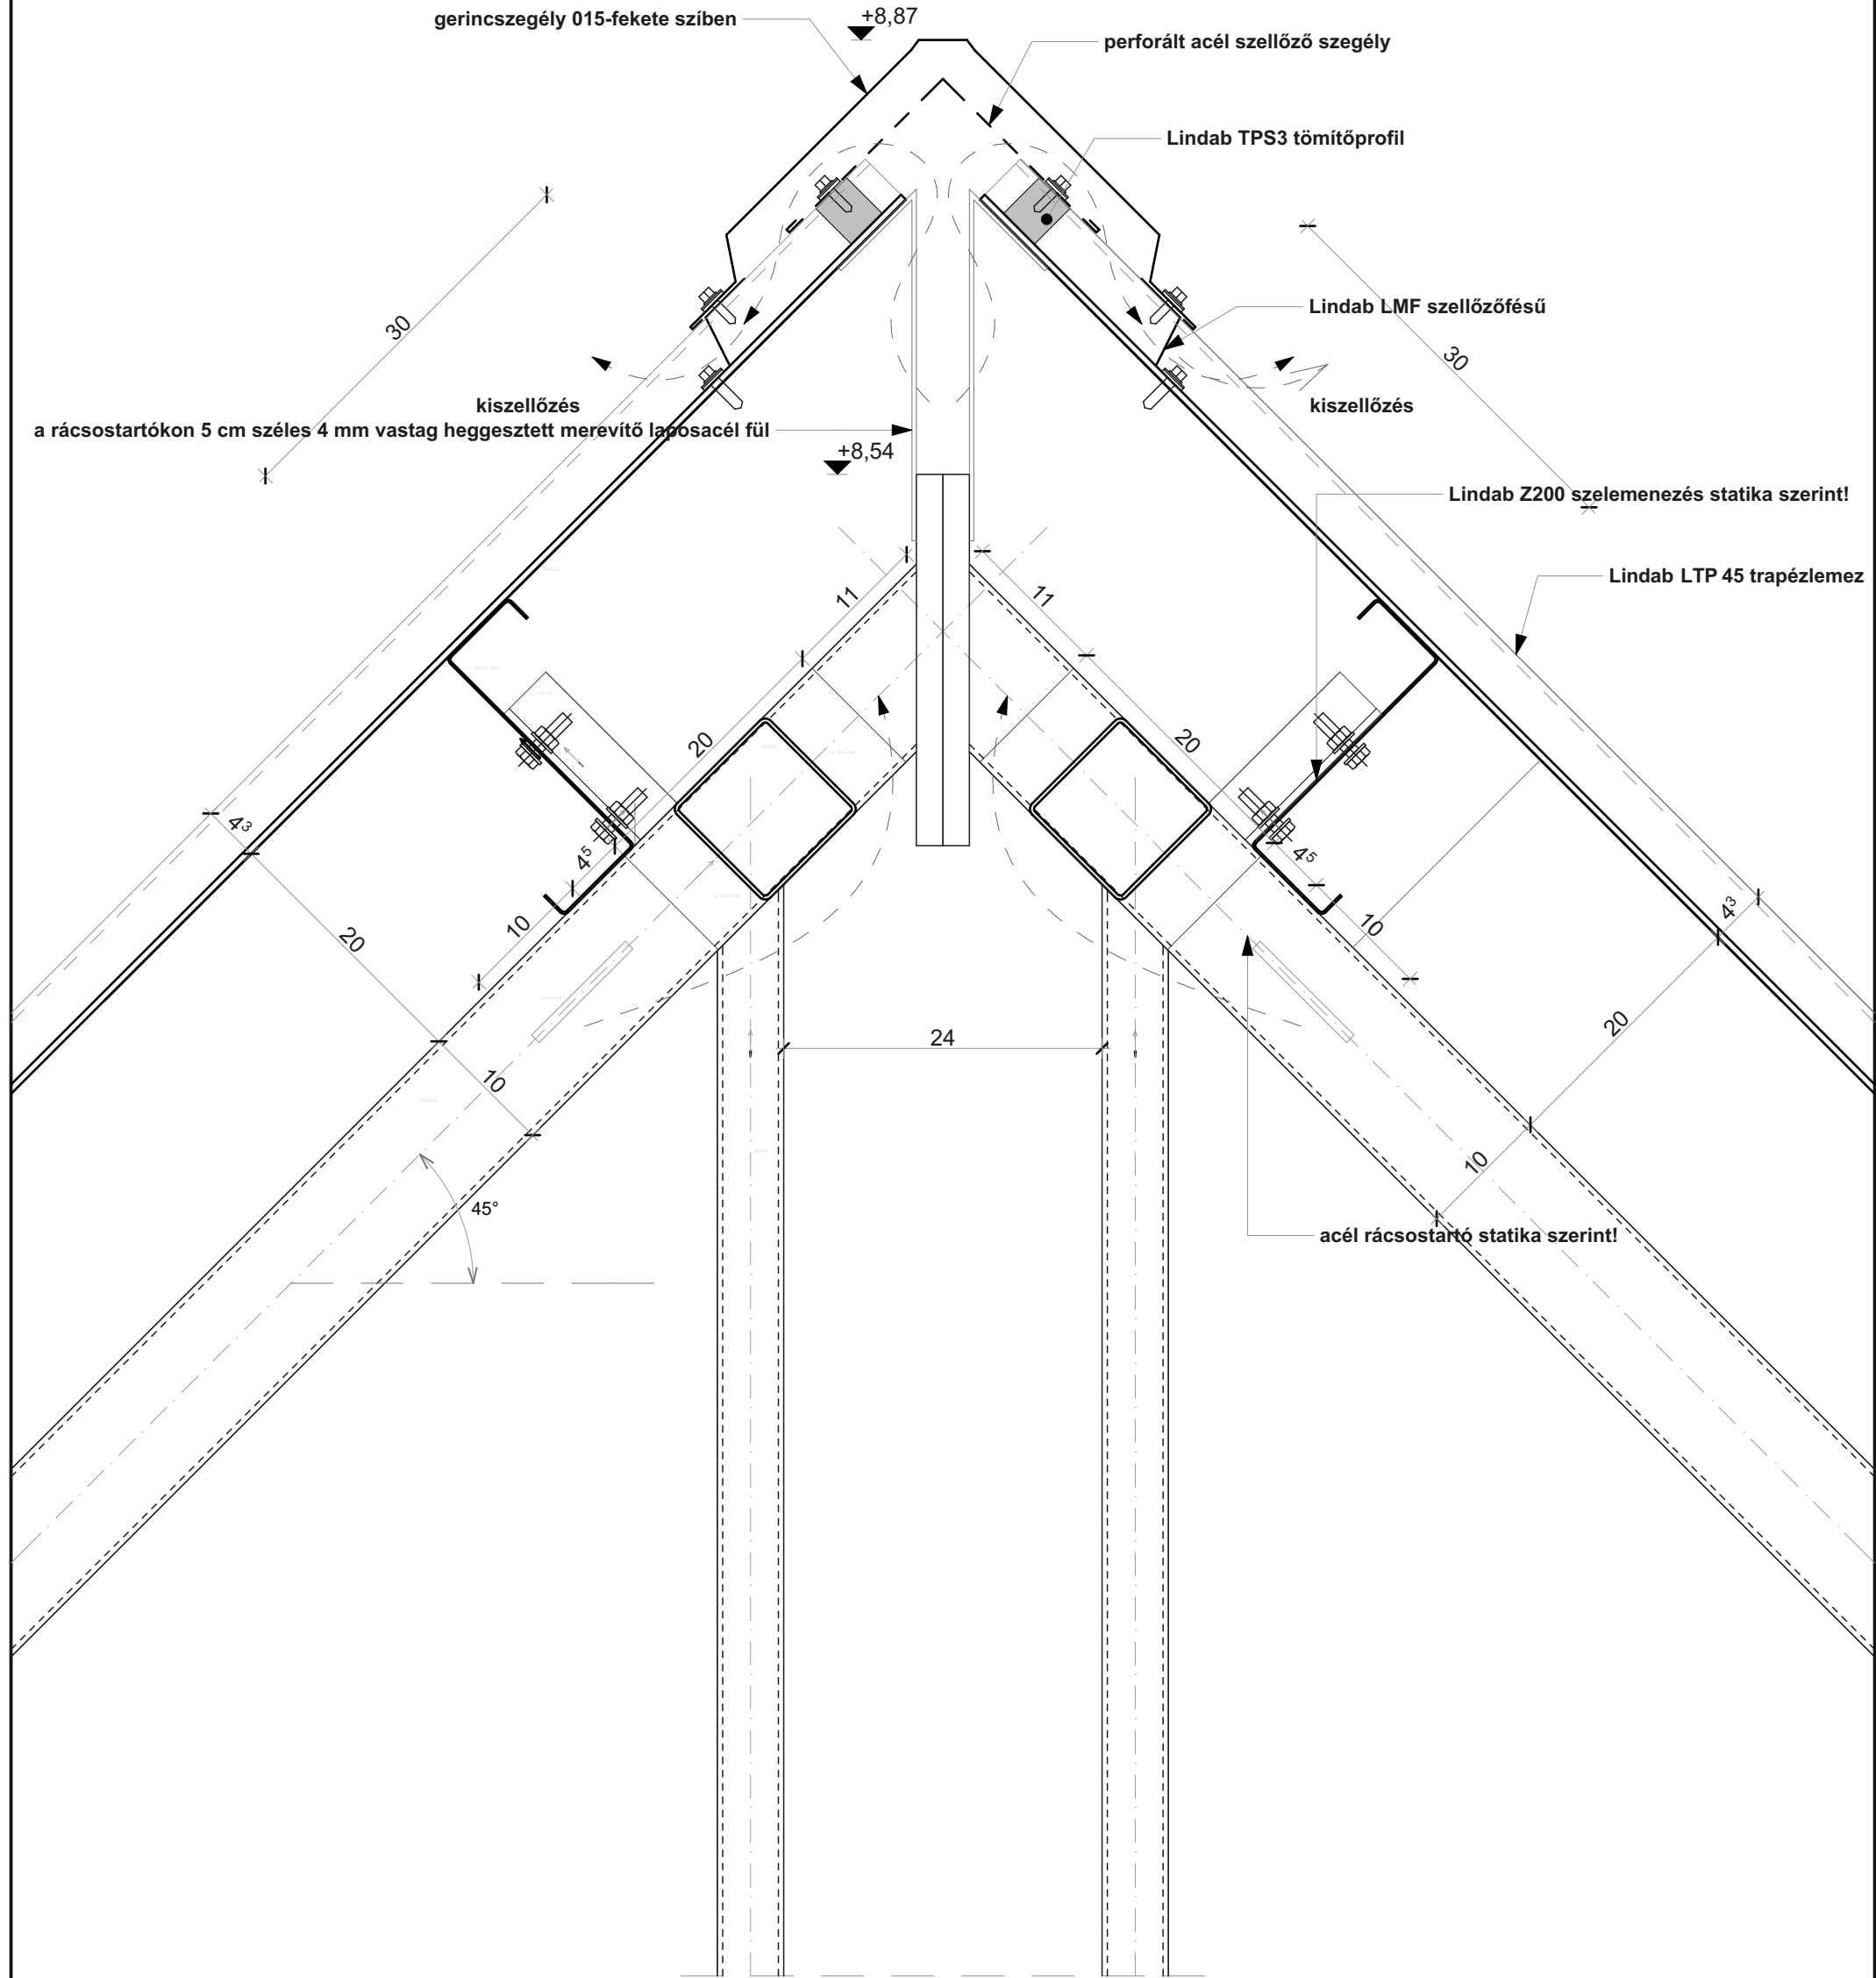 gerincszegély 015-fekete szíben
+8,87
perforált acél szellőző szegély
Lindab TPS3 tömítőprofil
30
Lindab LMF szellőzőfésű
30
kiszellőzés
kiszellőzés
a rácsostartókon 5 cm széles 4 mm vastag heggesztett merevítő laposacél fül
+8,54
Lindab Z200 szelemenezés statika szerint!
Lindab LTP 45 trapézlemez
11
11
20
20
4³
4⁵
4⁵
10
10
4³
20
20
24
10
10
45°
acél rácsostartó statika szerint!